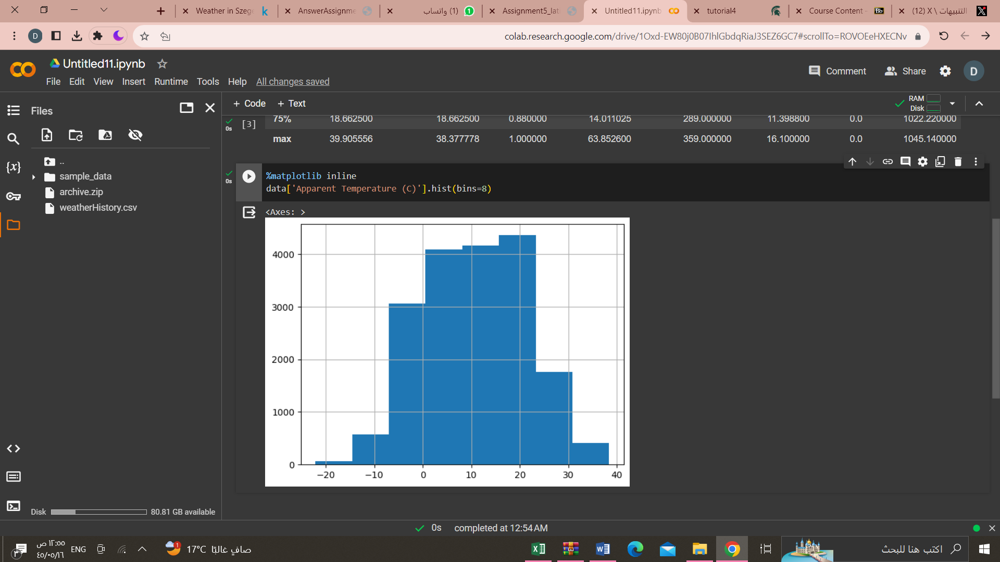 Weather in Szege
AnswerAssignme
(1) واتساب
Assignment5_lat
Untitled11.ipynb
tutorial4
Course Content -
Bb
(12) التنبيهات \ X
D
colab.research.google.com/drive/1Oxd-EW80j0B07IhlGbdqRiaJ3SEZ6GC7#scrollTo=ROVOEeHXECNv
Untitled11.ipynb
Comment
Share
D
File Edit View Insert Runtime Tools Help All changes saved
Files
+ Code + Text
RAM
Disk
0s
[3]
75% 18.662500 18.662500 0.880000 14.011025 289.000000 11.398800 0.0 1022.220000
max 39.905556 38.377778 1.000000 63.852600 359.000000 16.100000 0.0 1045.140000
..
sample_data
archive.zip
weatherHistory.csv
{x}
0s
%matplotlib inline
data['Apparent Temperature (C)'].hist(bins=8)
<Axes: >
4000
3000
2000
1000
0
−20 −10 0 10 20 30 40
Disk
80.81 GB available
0s completed at 12:54 AM
١٢:٥٥ ص
٤٥/٠٥/١٦
٣
ENG
1
17°C صافٍ غالبًا
اكتب هنا للبحث